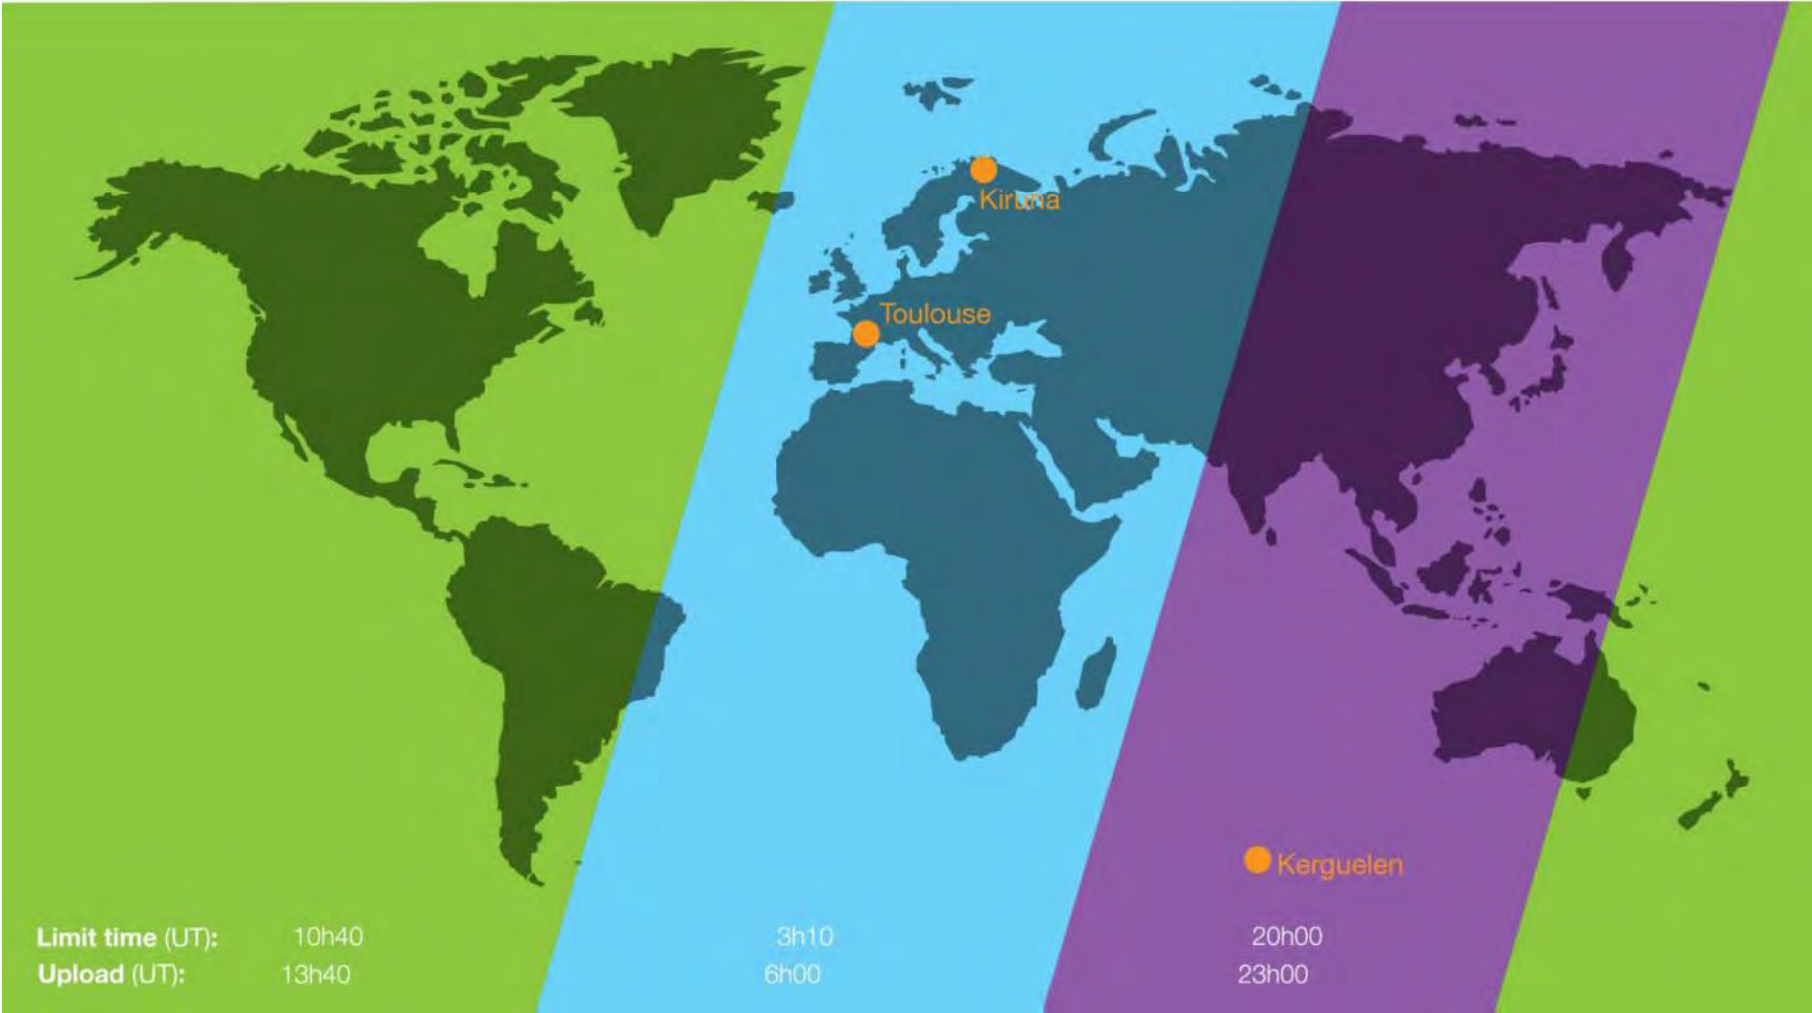 Kiruna
Toulouse
Kerguelen
Limit time (UT): 10h40 3h10 20h00
Upload (UT): 13h40 6h00 23h00